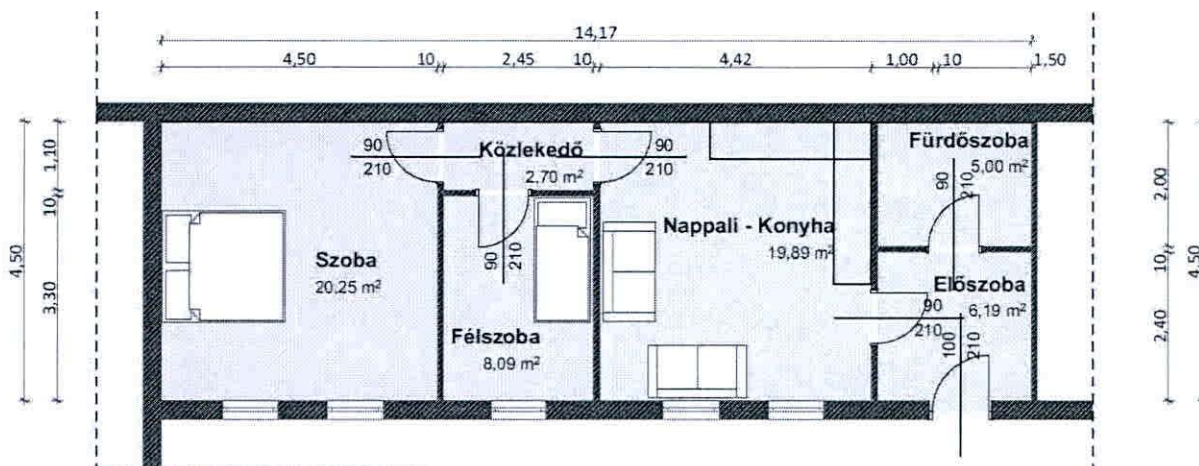 14,17
4,50 10 2,45 10 4,42 1,00 10 1,50
4,50
1,10
10
3,30
90
210
Közlekedő
2,70 m²
90
210
Fürdőszoba
5,00 m²
90
210
Szoba
20,25 m²
90
210
Nappali - Konyha
19,89 m²
Előszoba
6,19 m²
90
210
100
210
Félszoba
8,09 m²
2,00
10
2,40
4,50